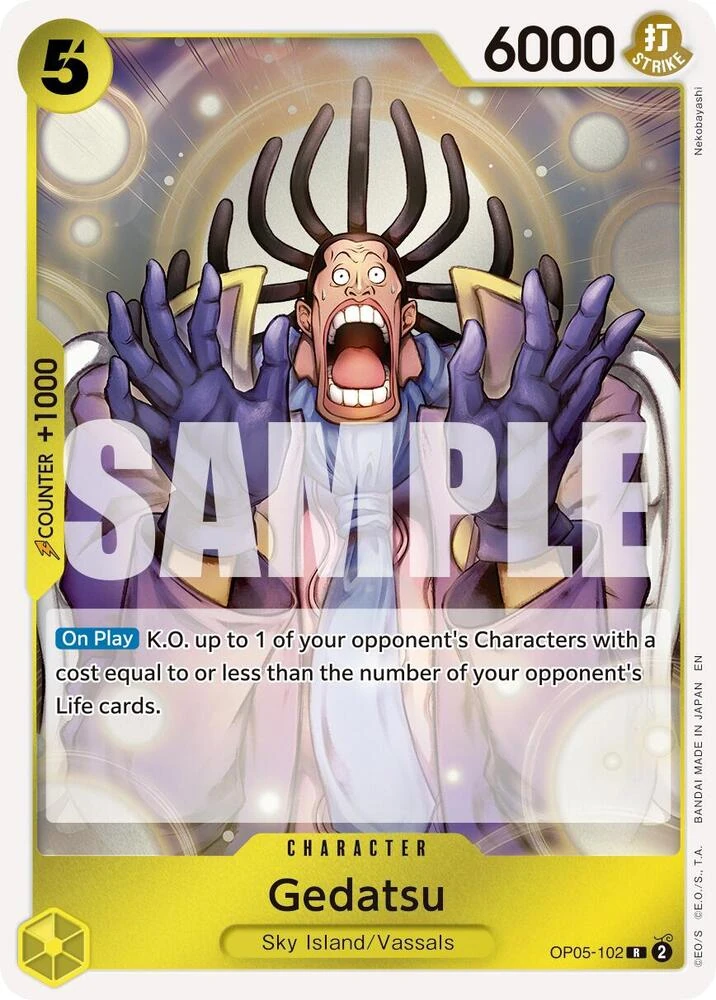 5
6000
打
STRIKE
Nekobayashi
COUNTER +1000
SAMPLE
On Play K.O. up to 1 of your opponent's Characters with a
cost equal to or less than the number of your opponent's
Life cards.
CHARACTER
Gedatsu
Sky Island/Vassals
OP05-102 R 2
©E.O/S ©E.O./S., T.A. BANDAI MADE IN JAPAN EN